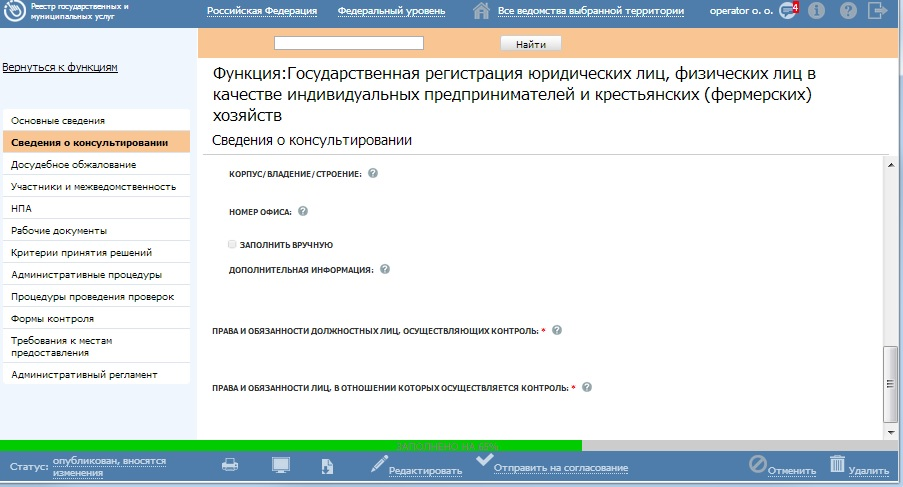 Реестр государственных и
муниципальных услуг
Российская Федерация
Федеральный уровень
Все ведомства выбранной территории
operator o. o.
4
Найти
Вернуться к функциям
Основные сведения
Сведения о консультировании
Досудебное обжалование
Участники и межведомственность
НПА
Рабочие документы
Критерии принятия решений
Административные процедуры
Процедуры проведения проверок
Формы контроля
Требования к местам
предоставления
Административный регламент
Функция:Государственная регистрация юридических лиц, физических лиц в
качестве индивидуальных предпринимателей и крестьянских (фермерских)
хозяйств
Сведения о консультировании
КОРПУС/ВЛАДЕНИЕ/СТРОЕНИЕ:
НОМЕР ОФИСА:
ЗАПОЛНИТЬ ВРУЧНУЮ
ДОПОЛНИТЕЛЬНАЯ ИНФОРМАЦИЯ:
ПРАВА И ОБЯЗАННОСТИ ДОЛЖНОСТНЫХ ЛИЦ, ОСУЩЕСТВЛЯЮЩИХ КОНТРОЛЬ: *
ПРАВА И ОБЯЗАННОСТИ ЛИЦ, В ОТНОШЕНИИ КОТОРЫХ ОСУЩЕСТВЛЯЕТСЯ КОНТРОЛЬ: *
ЗАПОЛНЕНО НА
Статус:
опубликован, вносятся
изменения
Редактировать
Отправить на согласование
Отменить
Удалить